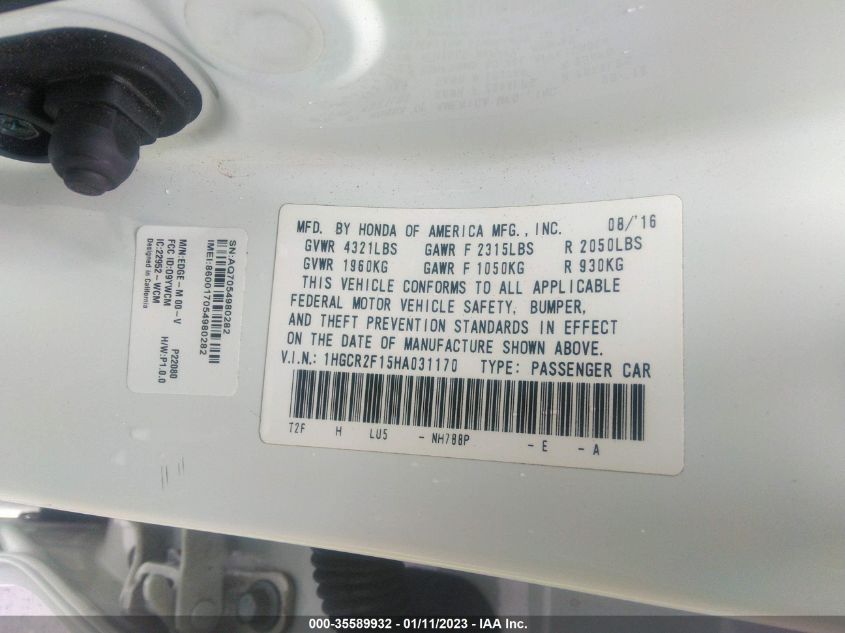 MFD. BY HONDA OF AMERICA MFG., INC. 08/'16
GVWR 4321LBS GAWR F 2315LBS R 2050LBS
GVWR 1960KG GAWR F 1050KG R 930KG
THIS VEHICLE CONFORMS TO ALL APPLICABLE
FEDERAL MOTOR VEHICLE SAFETY, BUMPER,
AND THEFT PREVENTION STANDARDS IN EFFECT
ON THE DATE OF MANUFACTURE SHOWN ABOVE.
V.I.N.: 1HGCR2F15HA031170 TYPE: PASSENGER CAR
T2F H LU5 - NH788P - E - A
SN:AQ7054980282
IMEI:860017054980282
M/N:EDGE-M 00-V P22080
FCC ID:09YWCM H/W:P1.0.0
IC:22952-WCM
Designed in California
000-35589932 - 01/11/2023 - © IAA Inc.